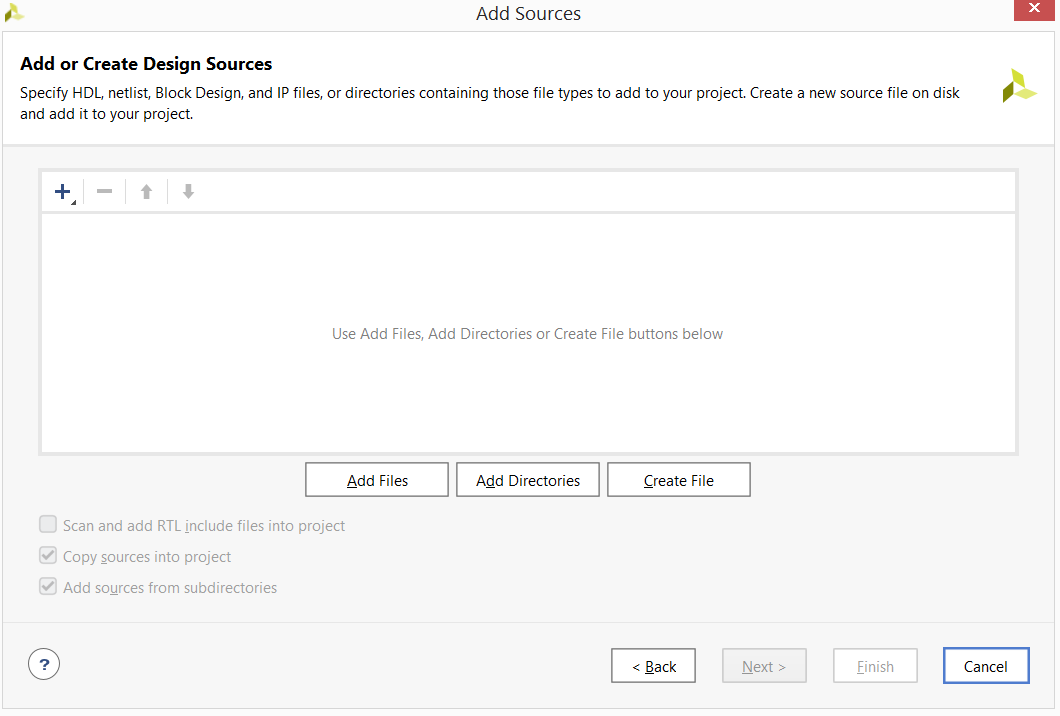 Add Sources
Add or Create Design Sources
Specify HDL, netlist, Block Design, and IP files, or directories containing those file types to add to your project. Create a new source file on disk
and add it to your project.
Use Add Files, Add Directories or Create File buttons below
Add Files Add Directories Create File
Scan and add RTL include files into project
Copy sources into project
Add sources from subdirectories
? < Back Next > Finish Cancel